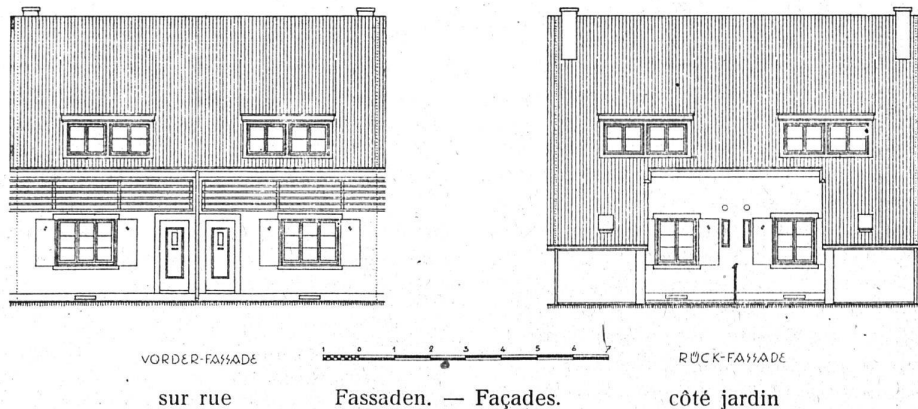 VORDER-FASSADE
1 0 1 2 3 4 5 6 7
RÜCK-FASSADE
sur rue
Fassaden. — Façades.
côté jardin